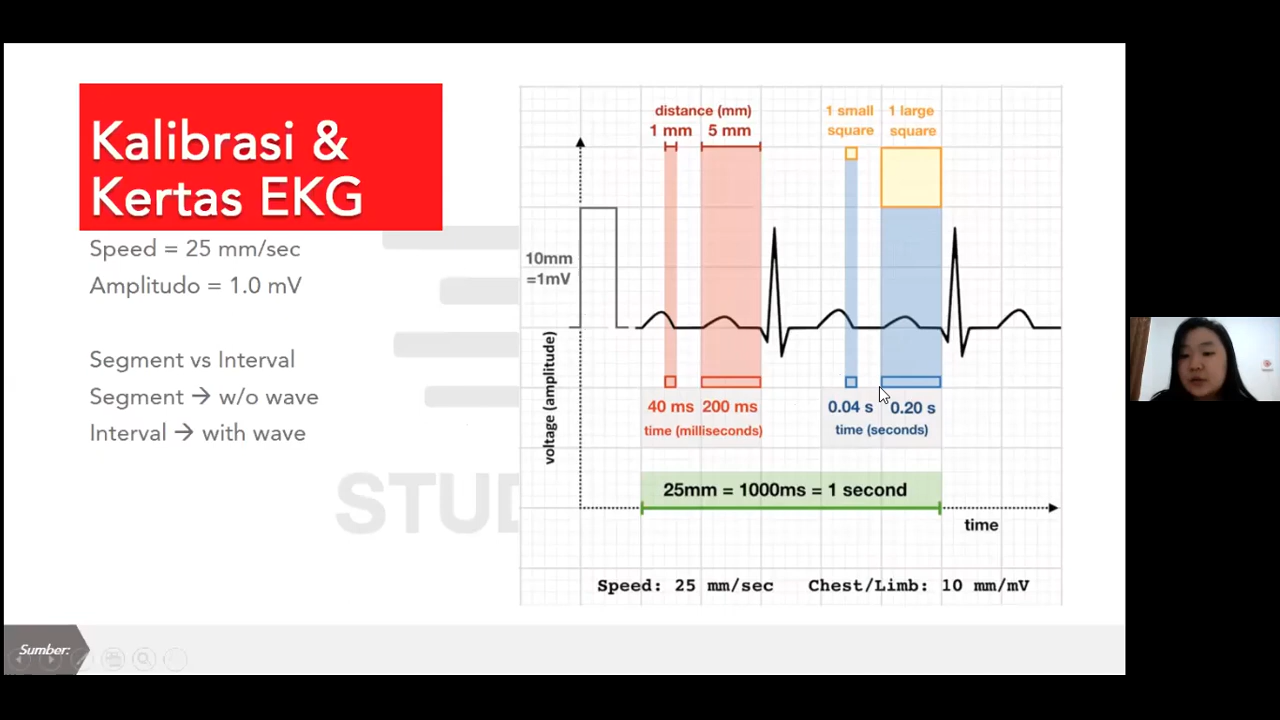 Kalibrasi &
Kertas EKG
Speed = 25 mm/sec
Amplitudo = 1.0 mV
Segment vs Interval
Segment → w/o wave
Interval → with wave
STUD
Sumber:
distance (mm)
1 mm 5 mm
1 small square
1 large square
10mm
=1mV
voltage (amplitude)
40 ms 200 ms
time (milliseconds)
0.04 s 0.20 s
time (seconds)
25mm = 1000ms = 1 second
time
Speed: 25 mm/sec Chest/Limb: 10 mm/mV